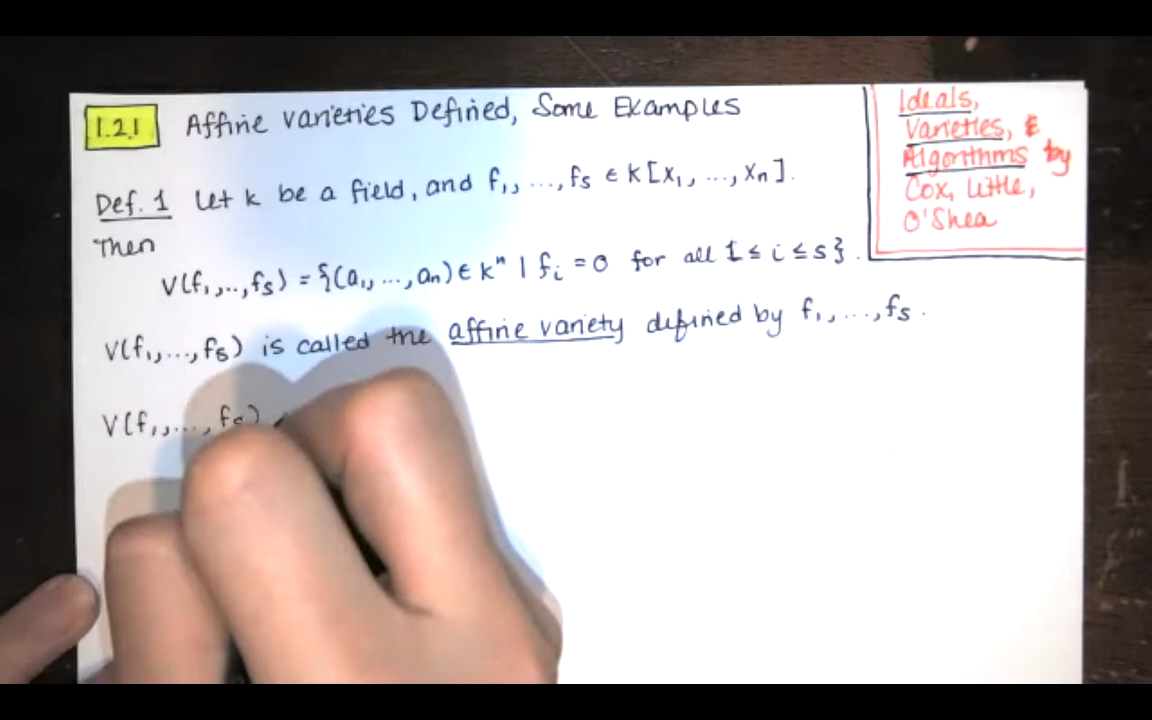 1.2.1 Affine varieties Defined, Some Examples
Def. 1 Let k be a field, and f₁, ..., fₛ ∈ k[x₁, ..., xₙ].
Then
V(f₁,..,fₛ) = {(a₁, ..., aₙ) ∈ kⁿ | fᵢ = 0 for all 1 ≤ i ≤ s}.
V(f₁,...,fₛ) is called the affine variety defined by f₁, ..., fₛ.
V(f₁,..., fₛ)
Ideals,
Varieties, &
Algorithms by
Cox, Little,
O'Shea